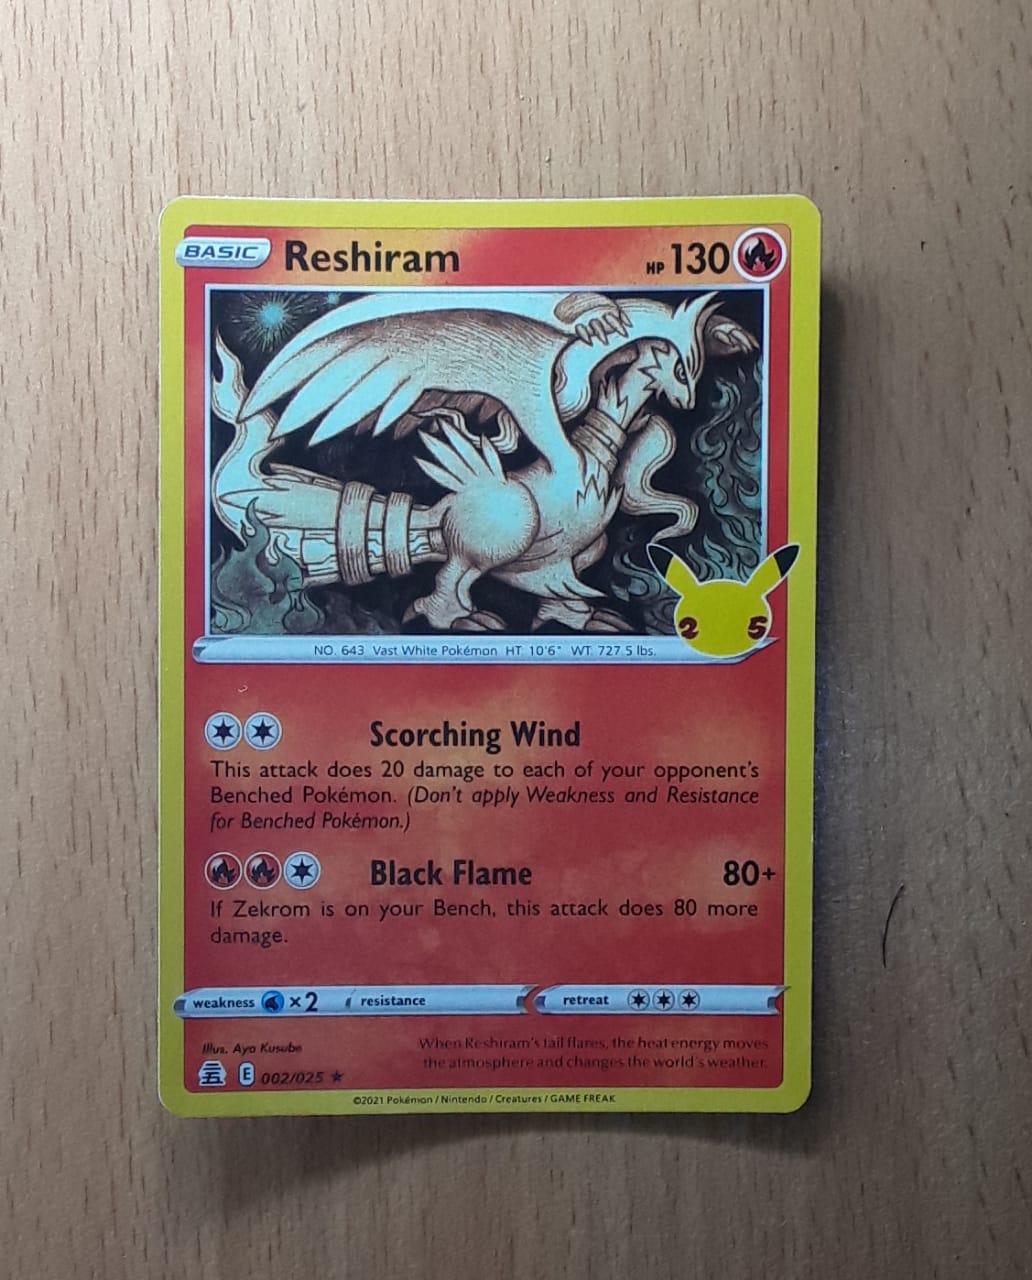 BASIC Reshiram HP 130
2 5
NO. 643 Vast White Pokémon HT: 10'6" WT: 727.5 lbs.
Scorching Wind
This attack does 20 damage to each of your opponent's
Benched Pokémon. (Don't apply Weakness and Resistance
for Benched Pokémon.)
Black Flame 80+
If Zekrom is on your Bench, this attack does 80 more
damage.
weakness ×2 resistance retreat
Illus. Aya Kusube
When Reshiram's tail flares, the heat energy moves
the atmosphere and changes the world's weather.
E 002/025 ★
©2021 Pokémon / Nintendo / Creatures / GAME FREAK